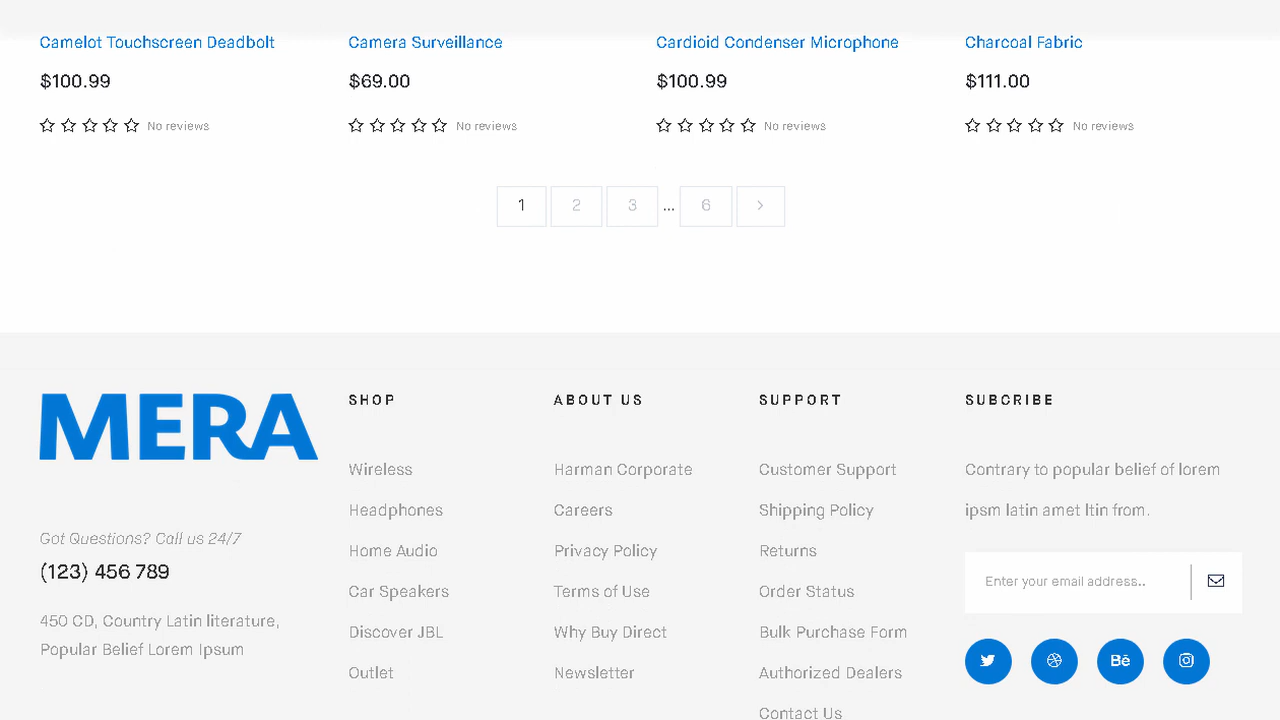 Camelot Touchscreen Deadbolt
$100.99
No reviews
Camera Surveillance
$69.00
No reviews
Cardioid Condenser Microphone
$100.99
No reviews
Charcoal Fabric
$111.00
No reviews
1 2 3 ... 6 >
MERA
Got Questions? Call us 24/7
(123) 456 789
450 CD, Country Latin literature,
Popular Belief Lorem Ipsum
SHOP
Wireless
Headphones
Home Audio
Car Speakers
Discover JBL
Outlet
ABOUT US
Harman Corporate
Careers
Privacy Policy
Terms of Use
Why Buy Direct
Newsletter
SUPPORT
Customer Support
Shipping Policy
Returns
Order Status
Bulk Purchase Form
Authorized Dealers
Contact Us
SUBCRIBE
Contrary to popular belief of lorem
ipsm latin amet ltin from.
Enter your email address..
Bē